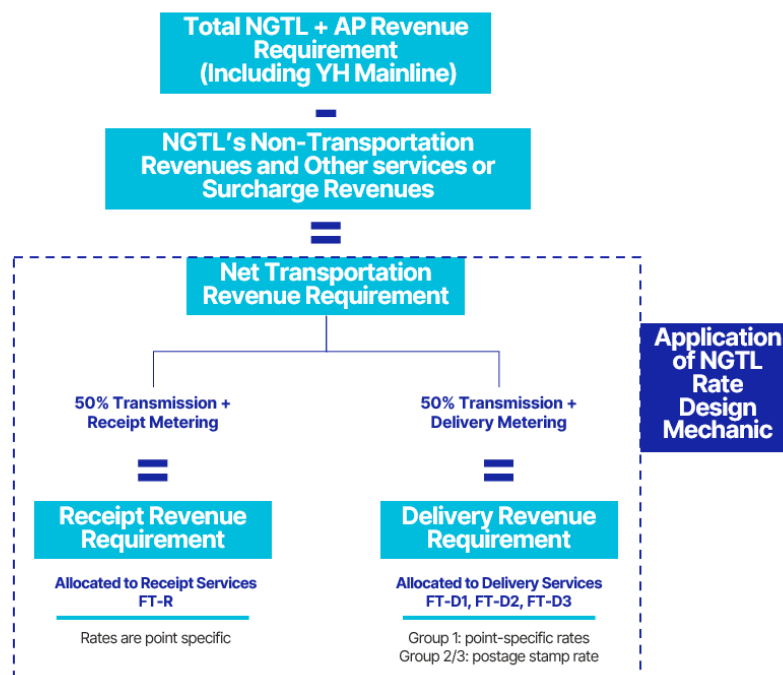 Total NGTL + AP Revenue
Requirement
(Including YH Mainline)
-
NGTL's Non-Transportation
Revenues and Other services or
Surcharge Revenues
=
Net Transportation
Revenue Requirement
Application
of NGTL
Rate
Design
Mechanic
50% Transmission +
Receipt Metering
=
Receipt Revenue
Requirement
Allocated to Receipt Services
FT-R
Rates are point specific
50% Transmission +
Delivery Metering
=
Delivery Revenue
Requirement
Allocated to Delivery Services
FT-D1, FT-D2, FT-D3
Group 1: point-specific rates
Group 2/3: postage stamp rate